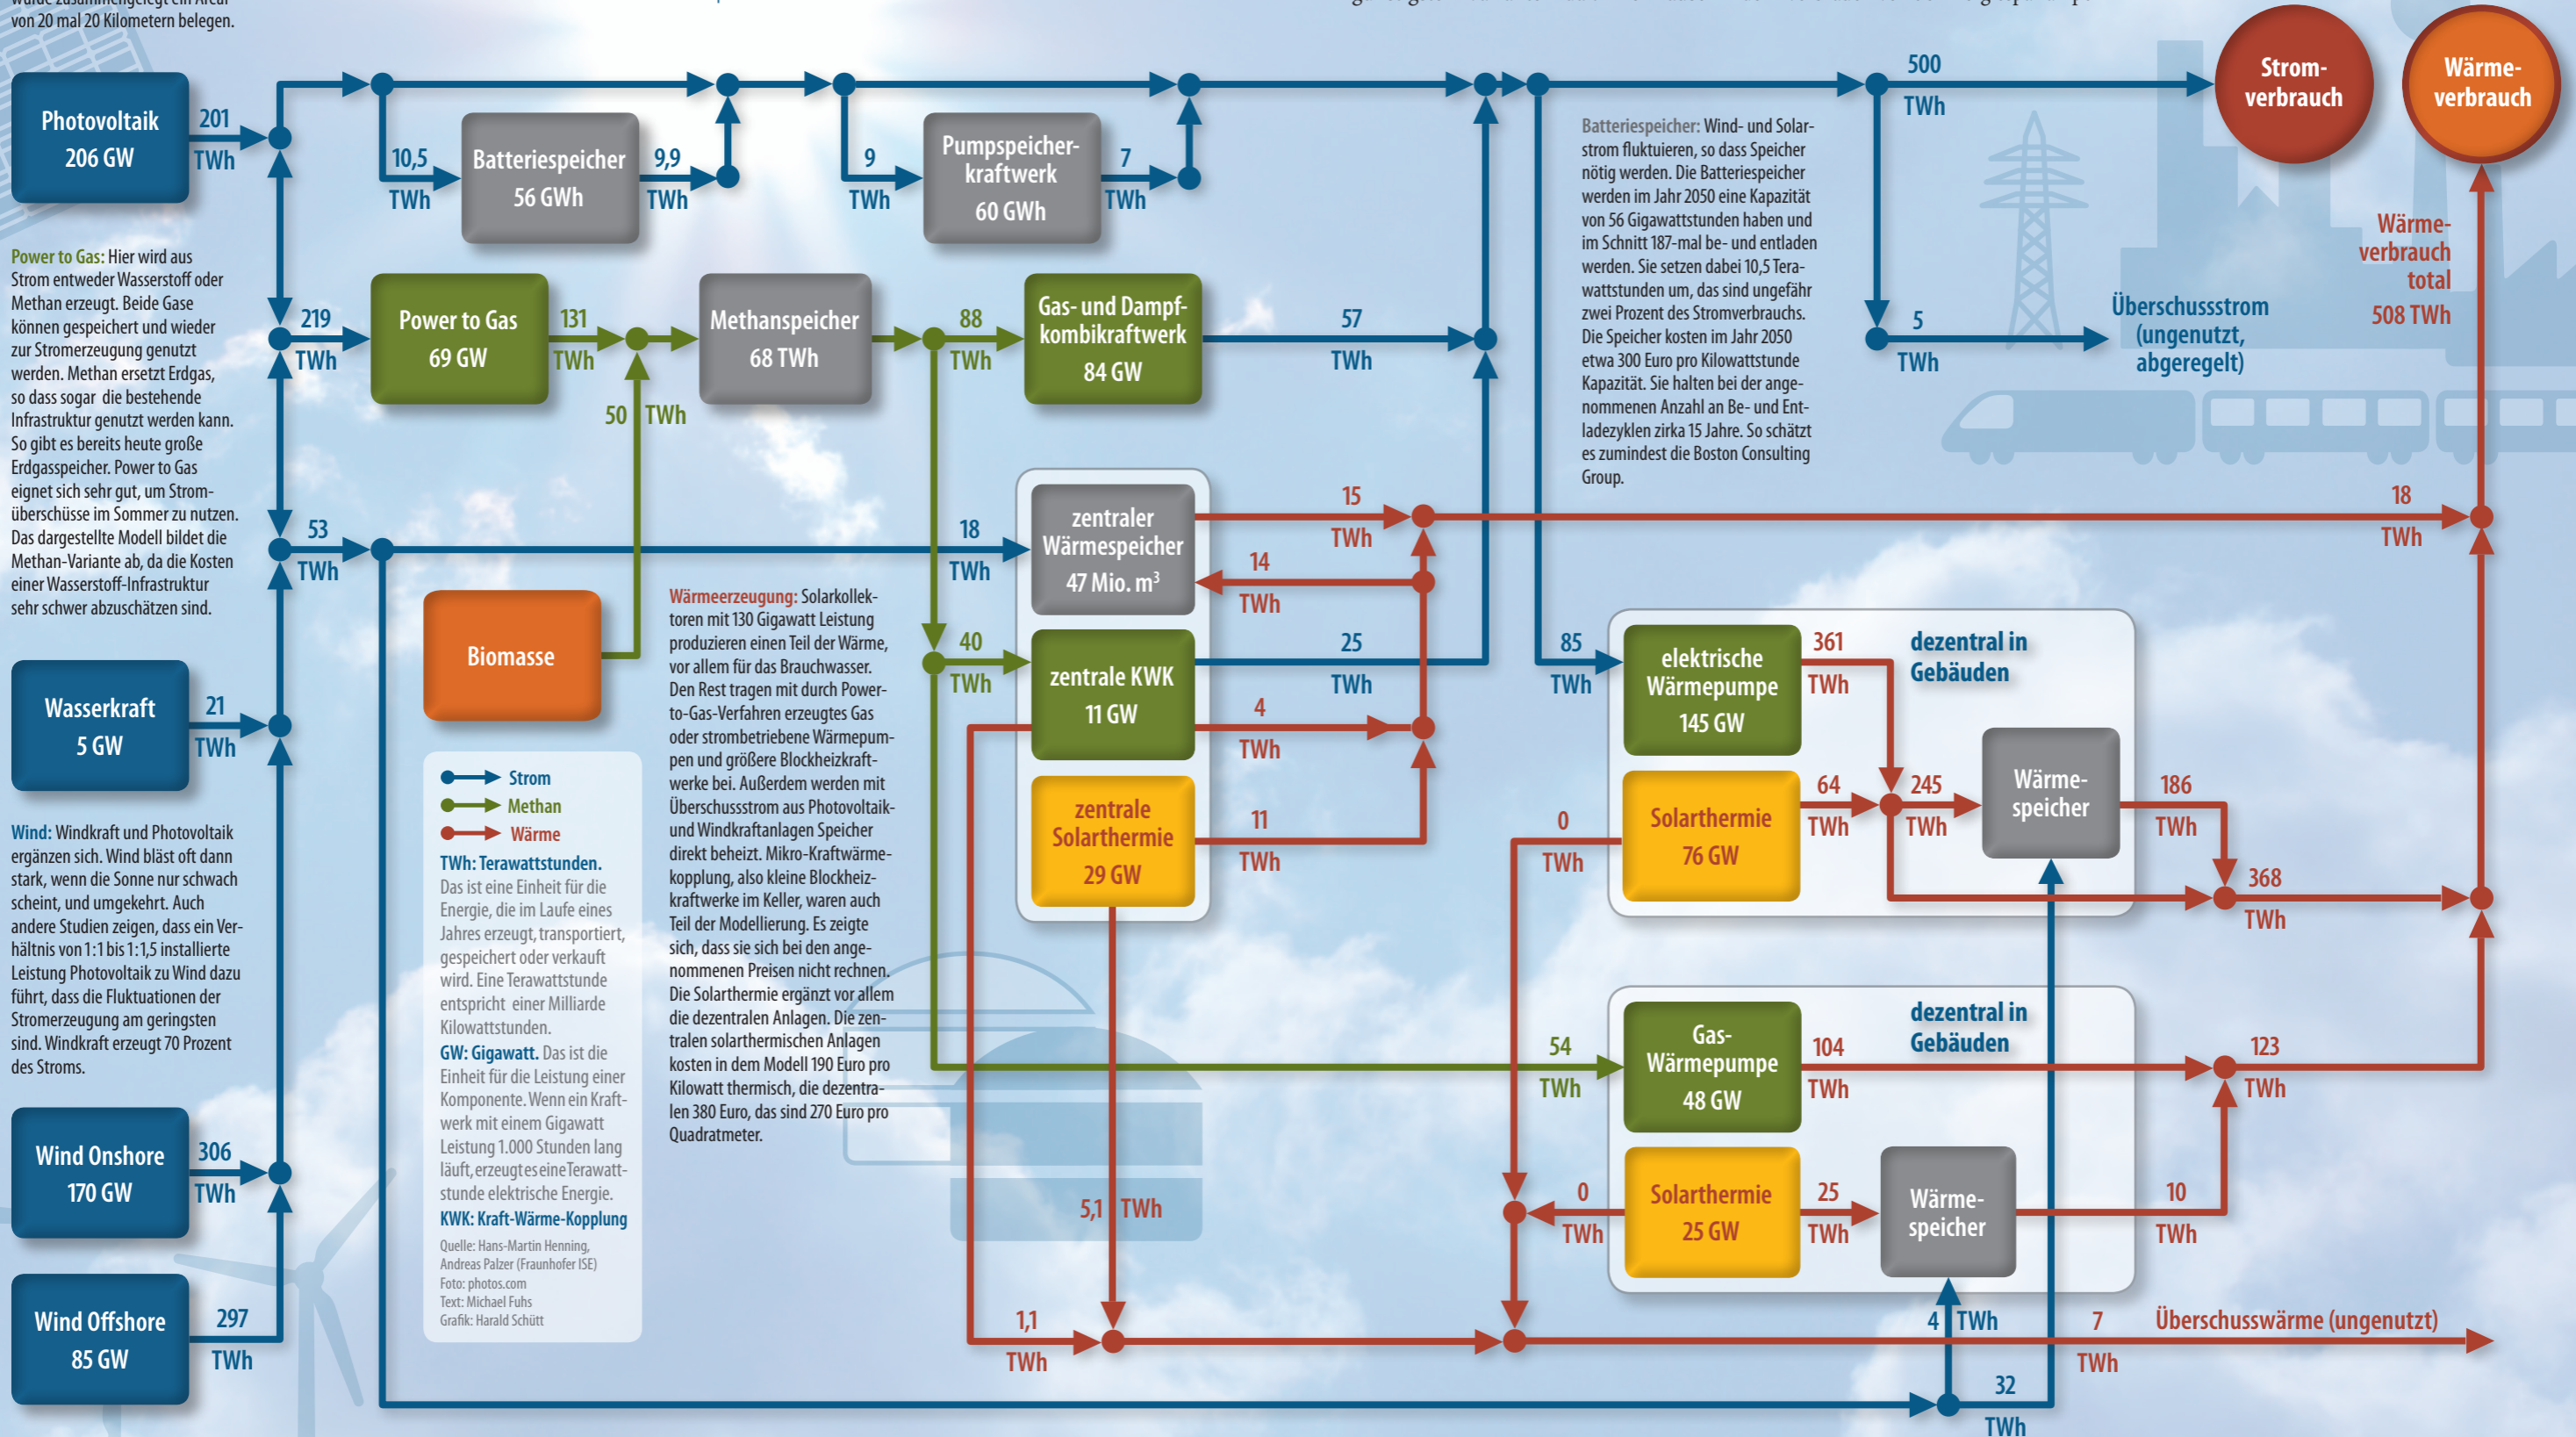 von 20 mal 20 Kilometern belegen.
Photovoltaik
206 GW
201
TWh
10,5
TWh
Batteriespeicher
56 GWh
9,9
TWh
9
TWh
Pumpspeicher-
kraftwerk
60 GWh
7
TWh
500
TWh
Strom-
verbrauch
Wärme-
verbrauch
Batteriespeicher: Wind- und Solar-
strom fluktuieren, so dass Speicher
nötig werden. Die Batteriespeicher
werden im Jahr 2050 eine Kapazität
von 56 Gigawattstunden haben und
im Schnitt 187-mal be- und entladen
werden. Sie setzen dabei 10,5 Tera-
wattstunden um, das sind ungefähr
zwei Prozent des Stromverbrauchs.
Die Speicher kosten im Jahr 2050
etwa 300 Euro pro Kilowattstunde
Kapazität. Sie halten bei der ange-
nommenen Anzahl an Be- und Ent-
ladezyklen zirka 15 Jahre. So schätzt
es zumindest die Boston Consulting
Group.
Wärme-
verbrauch
total
508 TWh
5
TWh
Überschussstrom
(ungenutzt,
abgeregelt)
Power to Gas: Hier wird aus
Strom entweder Wasserstoff oder
Methan erzeugt. Beide Gase
können gespeichert und wieder
zur Stromerzeugung genutzt
werden. Methan ersetzt Erdgas,
so dass sogar die bestehende
Infrastruktur genutzt werden kann.
So gibt es bereits heute große
Erdgasspeicher. Power to Gas
eignet sich sehr gut, um Strom-
überschüsse im Sommer zu nutzen.
Das dargestellte Modell bildet die
Methan-Variante ab, da die Kosten
einer Wasserstoff-Infrastruktur
sehr schwer abzuschätzen sind.
219
TWh
Power to Gas
69 GW
131
TWh
50 TWh
Methanspeicher
68 TWh
88
TWh
Gas- und Dampf-
kombikraftwerk
84 GW
57
TWh
53
TWh
18
TWh
zentraler
Wärmespeicher
47 Mio. m³
15
TWh
14
TWh
18
TWh
Biomasse
40
TWh
zentrale KWK
11 GW
25
TWh
4
TWh
zentrale
Solarthermie
29 GW
11
TWh
85
TWh
elektrische
Wärmepumpe
145 GW
361
TWh
dezentral in
Gebäuden
Solarthermie
76 GW
64
TWh
245
TWh
Wärme-
speicher
186
TWh
0
TWh
368
TWh
Wasserkraft
5 GW
21
TWh
Wind: Windkraft und Photovoltaik
ergänzen sich. Wind bläst oft dann
stark, wenn die Sonne nur schwach
scheint, und umgekehrt. Auch
andere Studien zeigen, dass ein Ver-
hältnis von 1:1 bis 1:1,5 installierte
Leistung Photovoltaik zu Wind dazu
führt, dass die Fluktuationen der
Stromerzeugung am geringsten
sind. Windkraft erzeugt 70 Prozent
des Stroms.
Strom
Methan
Wärme
TWh: Terawattstunden.
Das ist eine Einheit für die
Energie, die im Laufe eines
Jahres erzeugt, transportiert,
gespeichert oder verkauft
wird. Eine Terawattstunde
entspricht einer Milliarde
Kilowattstunden.
GW: Gigawatt. Das ist die
Einheit für die Leistung einer
Komponente. Wenn ein Kraft-
werk mit einem Gigawatt
Leistung 1.000 Stunden lang
läuft, erzeugt es eine Terawatt-
stunde elektrische Energie.
KWK: Kraft-Wärme-Kopplung
Quelle: Hans-Martin Henning,
Andreas Palzer (Fraunhofer ISE)
Foto: photos.com
Text: Michael Fuhs
Grafik: Harald Schütt
Wärmeerzeugung: Solarkollek-
toren mit 130 Gigawatt Leistung
produzieren einen Teil der Wärme,
vor allem für das Brauchwasser.
Den Rest tragen mit durch Power-
to-Gas-Verfahren erzeugtes Gas
oder strombetriebene Wärmepum-
pen und größere Blockheizkraft-
werke bei. Außerdem werden mit
Überschussstrom aus Photovoltaik-
und Windkraftanlagen Speicher
direkt beheizt. Mikro-Kraftwärme-
kopplung, also kleine Blockheiz-
kraftwerke im Keller, waren auch
Teil der Modellierung. Es zeigte
sich, dass sie sich bei den ange-
nommenen Preisen nicht rechnen.
Die Solarthermie ergänzt vor allem
die dezentralen Anlagen. Die zen-
tralen solarthermischen Anlagen
kosten in dem Modell 190 Euro pro
Kilowatt thermisch, die dezentra-
len 380 Euro, das sind 270 Euro pro
Quadratmeter.
54
TWh
Gas-
Wärmepumpe
48 GW
104
TWh
dezentral in
Gebäuden
123
TWh
0
TWh
Solarthermie
25 GW
25
TWh
Wärme-
speicher
10
TWh
Wind Onshore
170 GW
306
TWh
Wind Offshore
85 GW
297
TWh
5,1 TWh
1,1
TWh
4 TWh
7
TWh
Überschusswärme (ungenutzt)
32
TWh